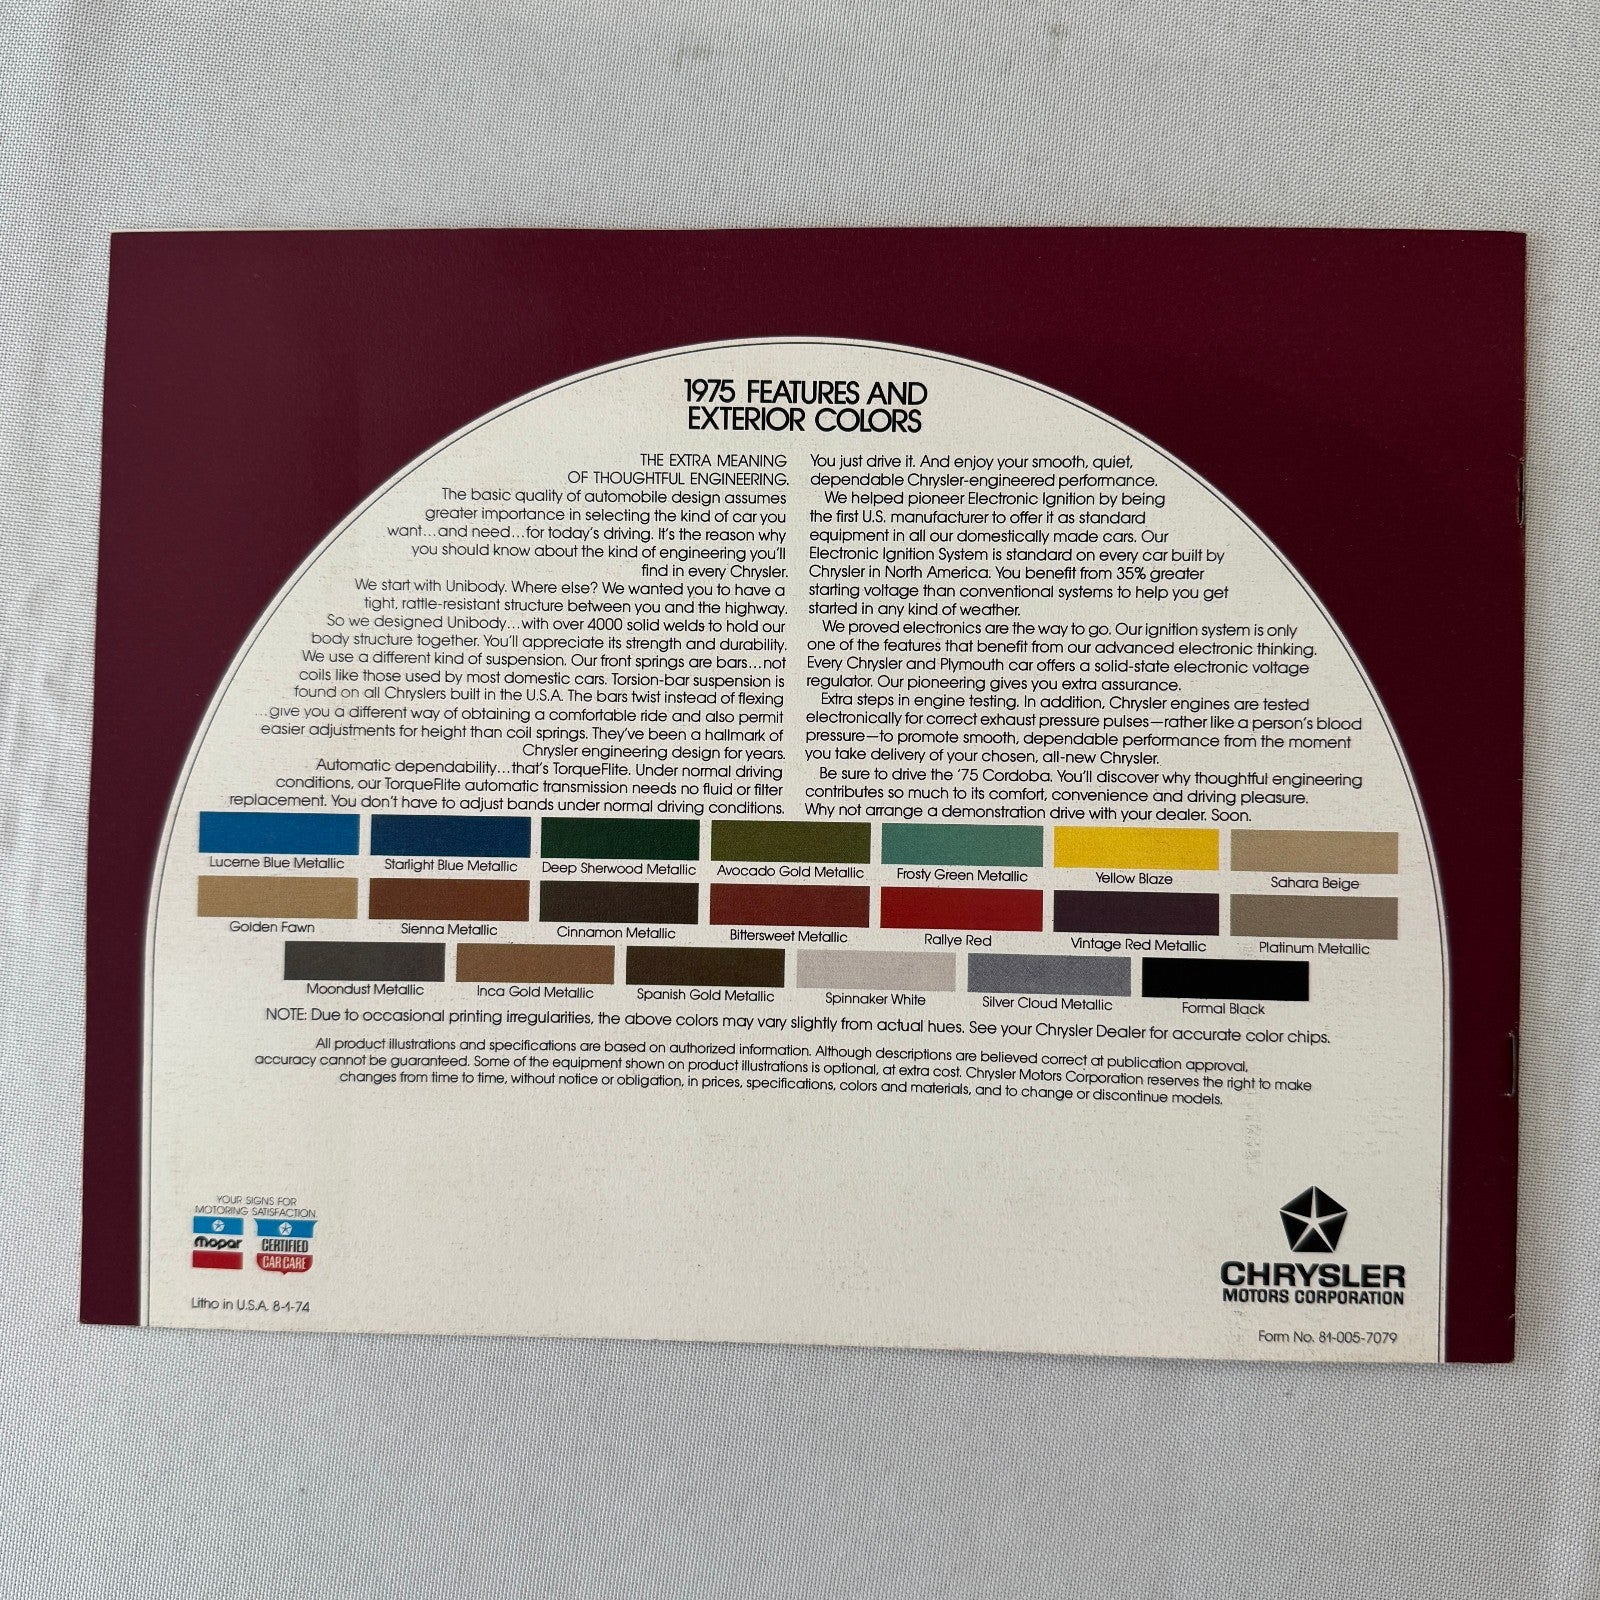 1975 FEATURES AND
EXTERIOR COLORS
THE EXTRA MEANING
OF THOUGHTFUL ENGINEERING.
The basic quality of automobile design assumes
greater importance in selecting the kind of car you
want...and need...for today's driving. It's the reason why
you should know about the kind of engineering you'll
find in every Chrysler.
We start with Unibody. Where else? We wanted you to have a
tight, rattle-resistant structure between you and the highway.
So we designed Unibody...with over 4000 solid welds to hold our
body structure together. You'll appreciate its strength and durability.
We use a different kind of suspension. Our front springs are bars...not
coils like those used by most domestic cars. Torsion-bar suspension is
found on all Chryslers built in the U.S.A. The bars twist instead of flexing
...give you a different way of obtaining a comfortable ride and also permit
easier adjustments for height than coil springs. They've been a hallmark of
Chrysler engineering design for years.
Automatic dependability...that's TorqueFlite. Under normal driving
conditions, our TorqueFlite automatic transmission needs no fluid or filter
replacement. You don't have to adjust bands under normal driving conditions.
You just drive it. And enjoy your smooth, quiet,
dependable Chrysler-engineered performance.
We helped pioneer Electronic Ignition by being
the first U.S. manufacturer to offer it as standard
equipment in all our domestically made cars. Our
Electronic Ignition System is standard on every car built by
Chrysler in North America. You benefit from 35% greater
starting voltage than conventional systems to help you get
started in any kind of weather.
We proved electronics are the way to go. Our ignition system is only
one of the features that benefit from our advanced electronic thinking.
Every Chrysler and Plymouth car offers a solid-state electronic voltage
regulator. Our pioneering gives you extra assurance.
Extra steps in engine testing. In addition, Chrysler engines are tested
electronically for correct exhaust pressure pulses—rather like a person's blood
pressure—to promote smooth, dependable performance from the moment
you take delivery of your chosen, all-new Chrysler.
Be sure to drive the '75 Cordoba. You'll discover why thoughtful engineering
contributes so much to its comfort, convenience and driving pleasure.
Why not arrange a demonstration drive with your dealer. Soon.
Lucerne Blue Metallic Starlight Blue Metallic Deep Sherwood Metallic Avocado Gold Metallic Frosty Green Metallic Yellow Blaze Sahara Beige
Golden Fawn Sienna Metallic Cinnamon Metallic Bittersweet Metallic Rallye Red Vintage Red Metallic Platinum Metallic
Moondust Metallic Inca Gold Metallic Spanish Gold Metallic Spinnaker White Silver Cloud Metallic Formal Black
NOTE: Due to occasional printing irregularities, the above colors may vary slightly from actual hues. See your Chrysler Dealer for accurate color chips.
All product illustrations and specifications are based on authorized information. Although descriptions are believed correct at publication approval,
accuracy cannot be guaranteed. Some of the equipment shown on product illustrations is optional, at extra cost. Chrysler Motors Corporation reserves the right to make
changes from time to time, without notice or obligation, in prices, specifications, colors and materials, and to change or discontinue models.
YOUR SIGNS FOR
MOTORING SATISFACTION.
Mopar
CERTIFIED
CAR CARE
Litho in U.S.A. 8-1-74
CHRYSLER
MOTORS CORPORATION
Form No. 81-005-7079